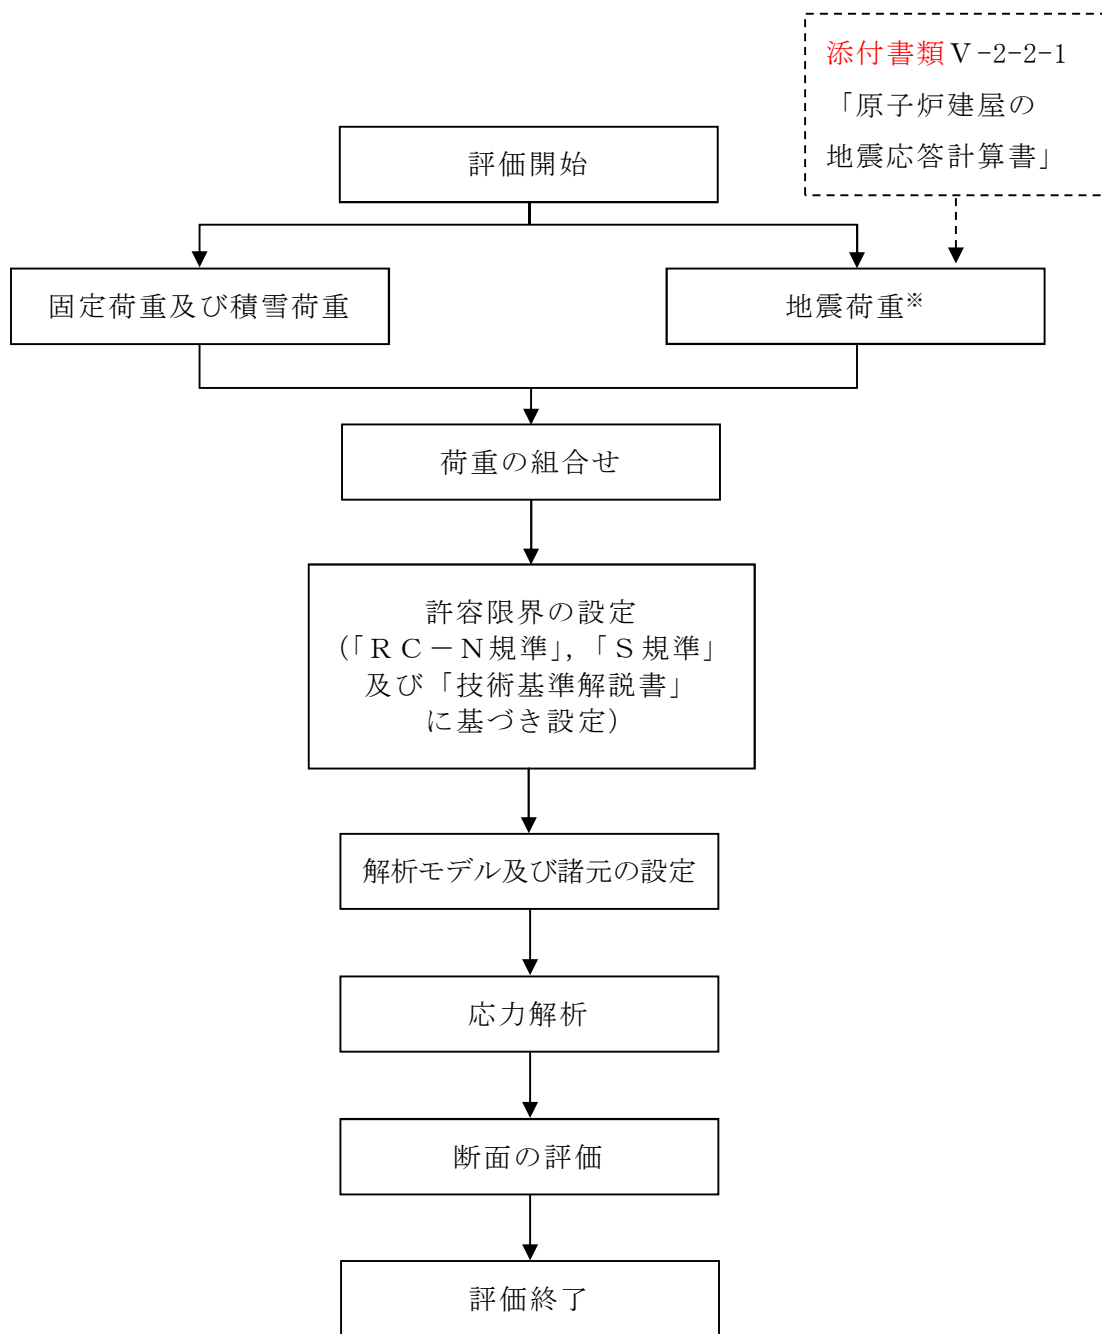 添付書類Ⅴ-2-2-1
「原子炉建屋の
地震応答計算書」
評価開始
固定荷重及び積雪荷重
地震荷重※
荷重の組合せ
許容限界の設定
(「ＲＣ－Ｎ規準」,「Ｓ規準」
及び「技術基準解説書」
に基づき設定)
解析モデル及び諸元の設定
応力解析
断面の評価
評価終了